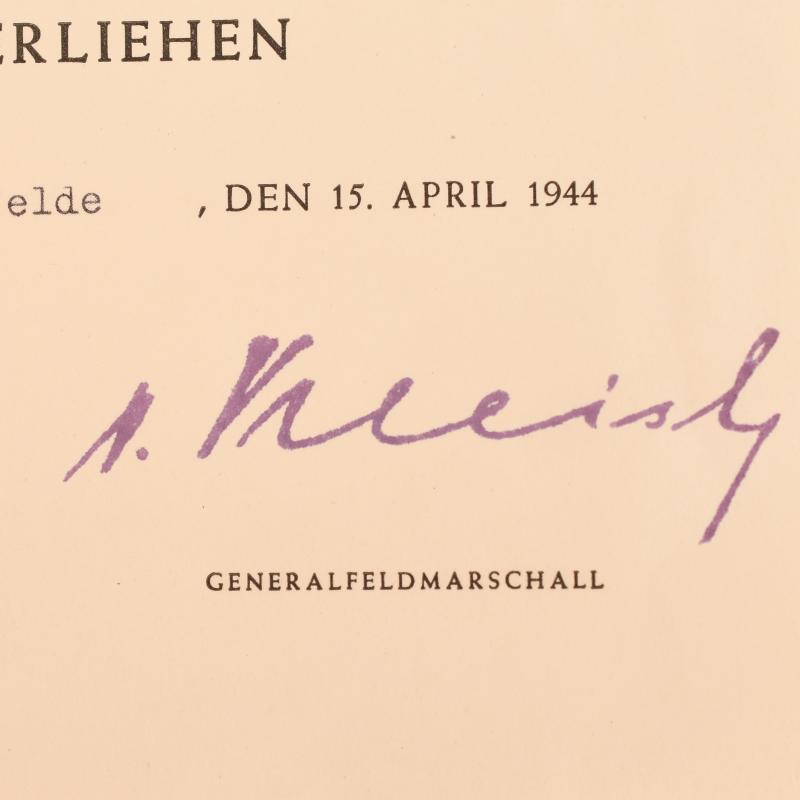 ERLIEHEN
elde , DEN 15. APRIL 1944
v. Kleist
GENERALFELDMARSCHALL